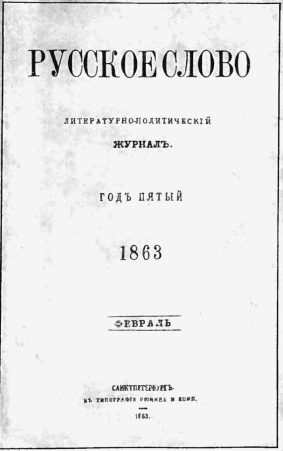 РУССКОЕ СЛОВО
ЛИТЕРАТУРНО-ПОЛИТИЧЕСКІЙ
ЖУРНАЛЪ.
ГОДЪ ПЯТЫЙ
1863
ФЕВРАЛЬ
САНКТПЕТЕРБУРГЪ.
ВЪ ТИПОГРАФІИ РЮМИНА И КОМП.
1863.